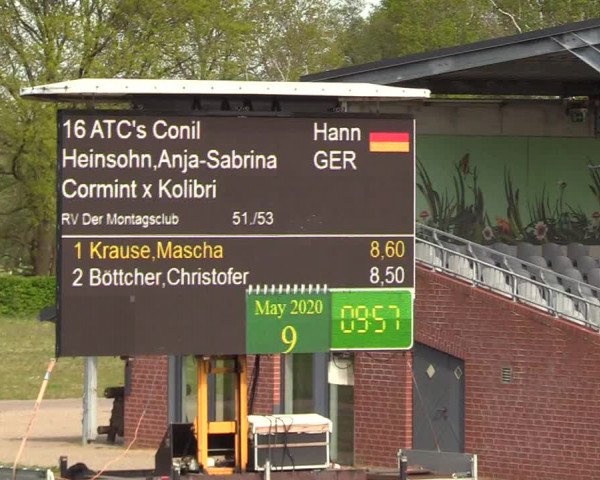 16 ATC's Conil Hann
Heinsohn,Anja-Sabrina GER
Cormint x Kolibri
RV Der Montagsclub 51./53
1 Krause,Mascha 8,60
2 Böttcher,Christofer 8,50
May 2020
9
09:57